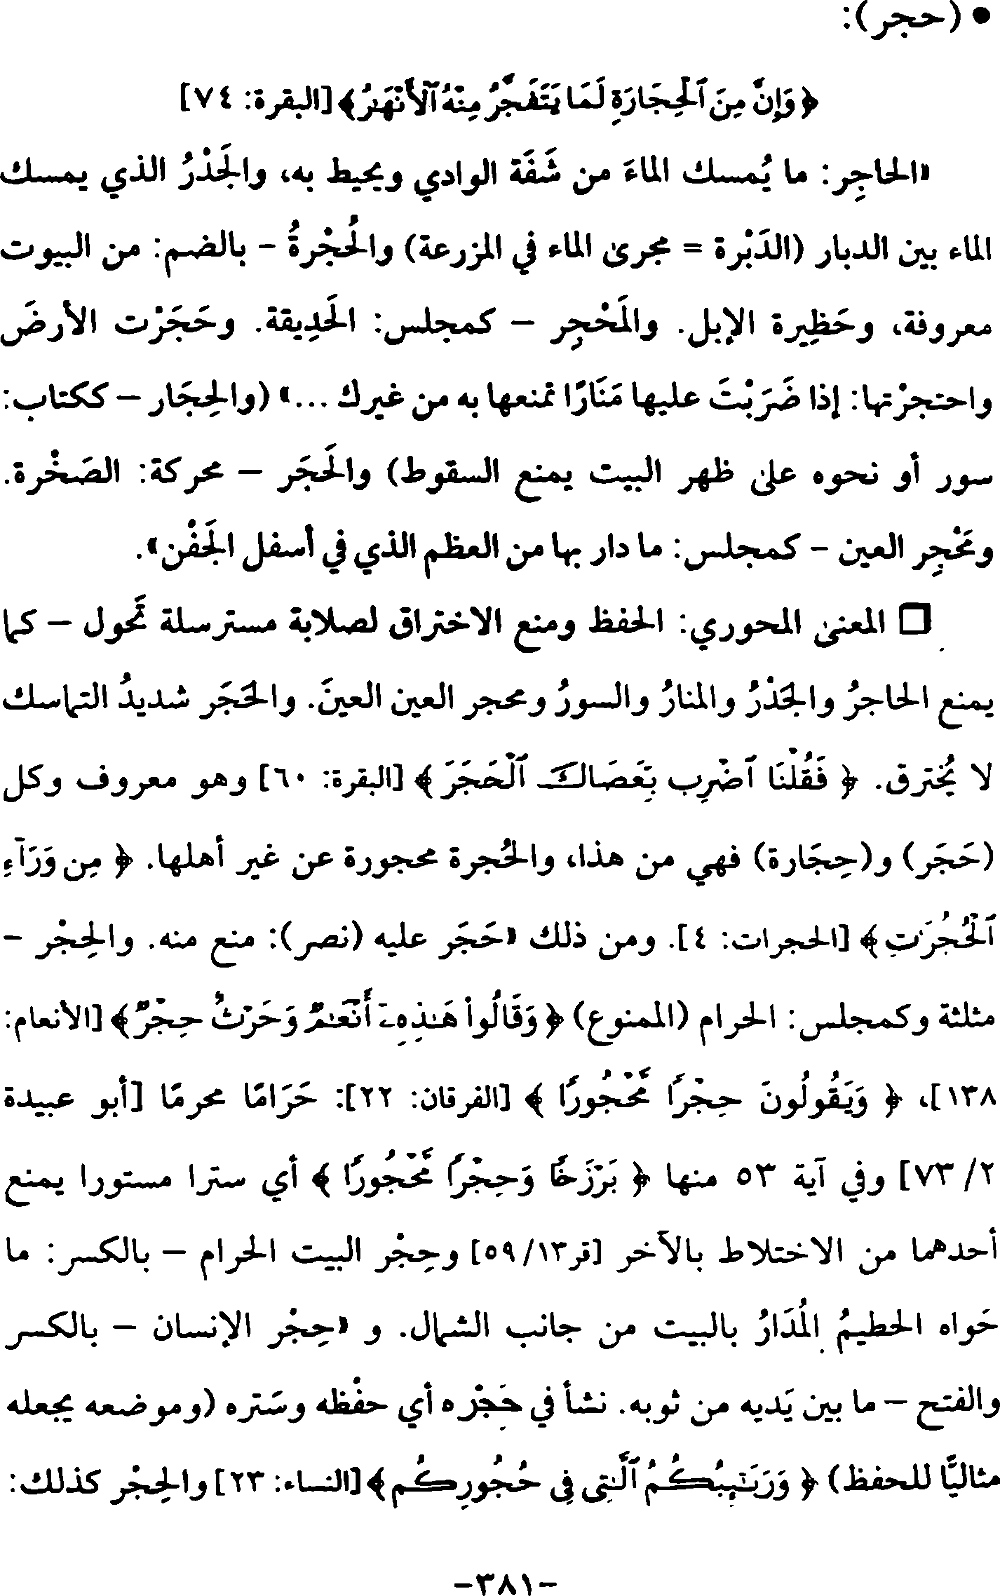 • (حجر):
﴿وَإِنَّ مِنَ ٱلْحِجَارَةِ لَمَا يَتَفَجَّرُ مِنْهُ ٱلْأَنْهَٰرُ﴾ [البقرة: ٧٤]
«الحاجِر: ما يُمسك الماءَ من شَفَة الوادي ويحيط به، والجَدْرُ الذي يمسك
الماء بين الدبار (الدَبْرة = مجرى الماء في المزرعة) والُحْجْرةُ – بالضم: من البيوت
معروفة، وحَظِيرة الإبل. والمَحْجِر – كمجلس: الحَدِيقة. وحَجَرْت الأرضَ
واحتجرْتها: إذا ضَرَبْتَ عليها مَنَارًا تمنعها به من غيرك ...» (والحِجَار – ككتاب:
سور أو نحوه على ظهر البيت يمنع السقوط) والحَجَر – محركة: الصَخْرة.
ومَحْجِر العين – كمجلس: ما دار بها من العظم الذي في أسفل الجَفْن».
□ المعنى المحوري: الحفظ ومنع الاختراق لصلابة مسترسلة تَحول – كما
يمنع الحاجرُ والجَدْرُ والمنارُ والسورُ ومحجر العين العينَ. والحَجَر شديدُ التماسك
لا يُخترق. ﴿فَقُلْنَا ٱضْرِب بِّعَصَاكَ ٱلْحَجَرَ﴾ [البقرة: ٦٠] وهو معروف وكل
(حَجَر) و(حِجَارة) فهي من هذا، والحُجرة محجورة عن غير أهلها. ﴿مِن وَرَآءِ
ٱلْحُجُرَٰتِ﴾ [الحجرات: ٤]. ومن ذلك «حَجَر عليه (نصر): منع منه. والحِجْر –
مثلثة وكمجلس: الحرام (الممنوع) ﴿وَقَالُوا۟ هَٰذِهِۦٓ أَنْعَٰمٌ وَحَرْثٌ حِجْرٌ﴾ [الأنعام:
١٣٨]، ﴿وَيَقُولُونَ حِجْرًا مَّحْجُورًا﴾ [الفرقان: ٢٢]: حَرَامًا محرمًا [أبو عبيدة
٢/ ٧٣] وفي آية ٥٣ منها ﴿بَرْزَخًا وَحِجْرًا مَّحْجُورًا﴾ أي سترا مستورا يمنع
أحدهما من الاختلاط بالآخر [قر١٣/ ٥٩] وحِجْر البيت الحرام – بالكسر: ما
حَواه الحطيمُ المُدَارُ بالبيت من جانب الشمال. و «حِجْر الإنسان – بالكسر
والفتح – ما بين يَديه من ثوبه. نشأ في حَجْره أي حفْظه وسَتره (وموضعه يجعله
مثاليًّا للحفظ) ﴿وَرَبَٰٓئِبُكُمُ ٱلَّٰتِى فِى حُجُورِكُم﴾ [النساء: ٢٣] والحِجْر كذلك:
-٣٨١-